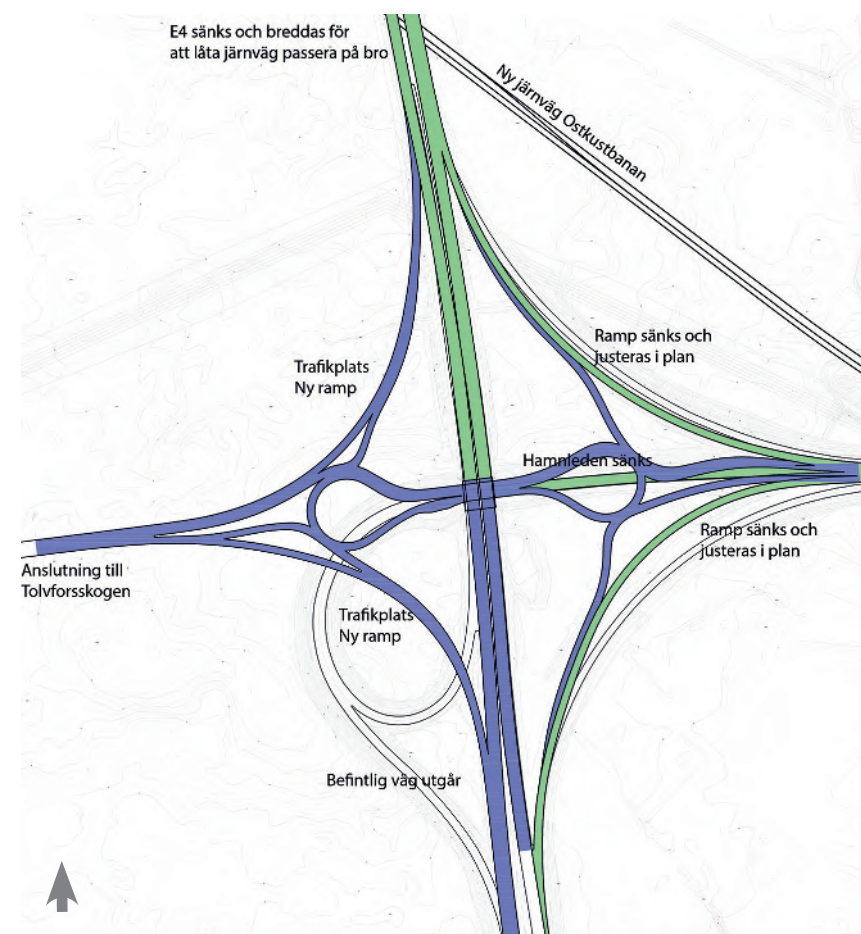 E4 sänks och breddas för
att låta järnväg passera på bro
Ny järnväg Ostkustbanan
Ramp sänks och
justeras i plan
Trafikplats
Ny ramp
Hamnleden sänks
Ramp sänks och
justeras i plan
Anslutning till
Tolvforsskogen
Trafikplats
Ny ramp
Befintlig väg utgår